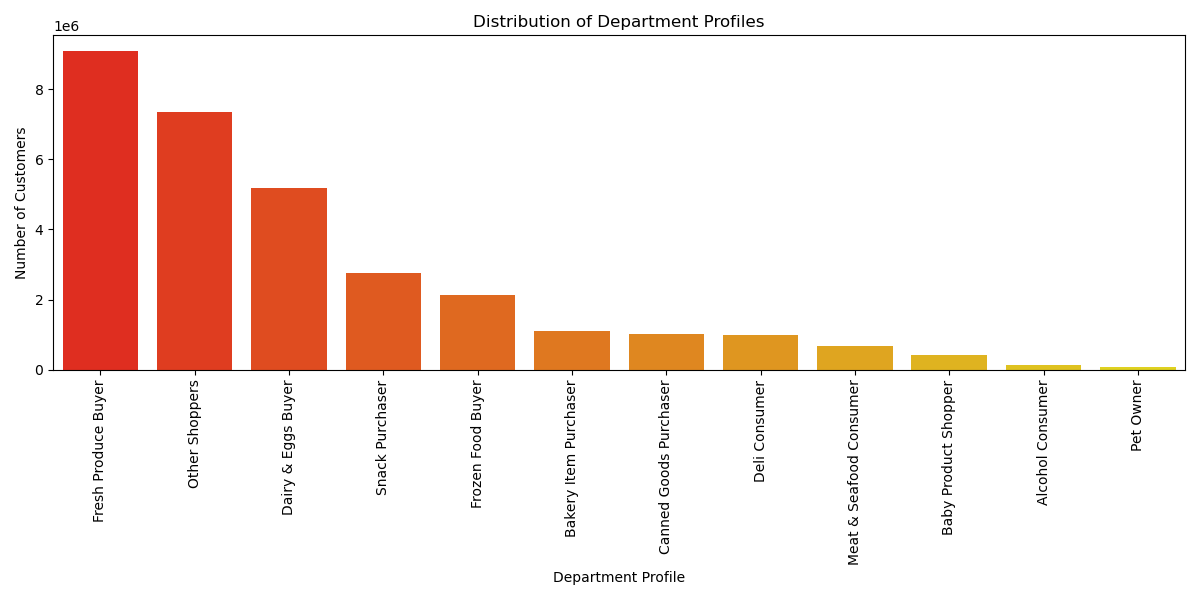 Distribution of Department Profiles
1e6
8
6
4
2
0
Number of Customers
Fresh Produce Buyer
Other Shoppers
Dairy & Eggs Buyer
Snack Purchaser
Frozen Food Buyer
Bakery Item Purchaser
Canned Goods Purchaser
Deli Consumer
Meat & Seafood Consumer
Baby Product Shopper
Alcohol Consumer
Pet Owner
Department Profile